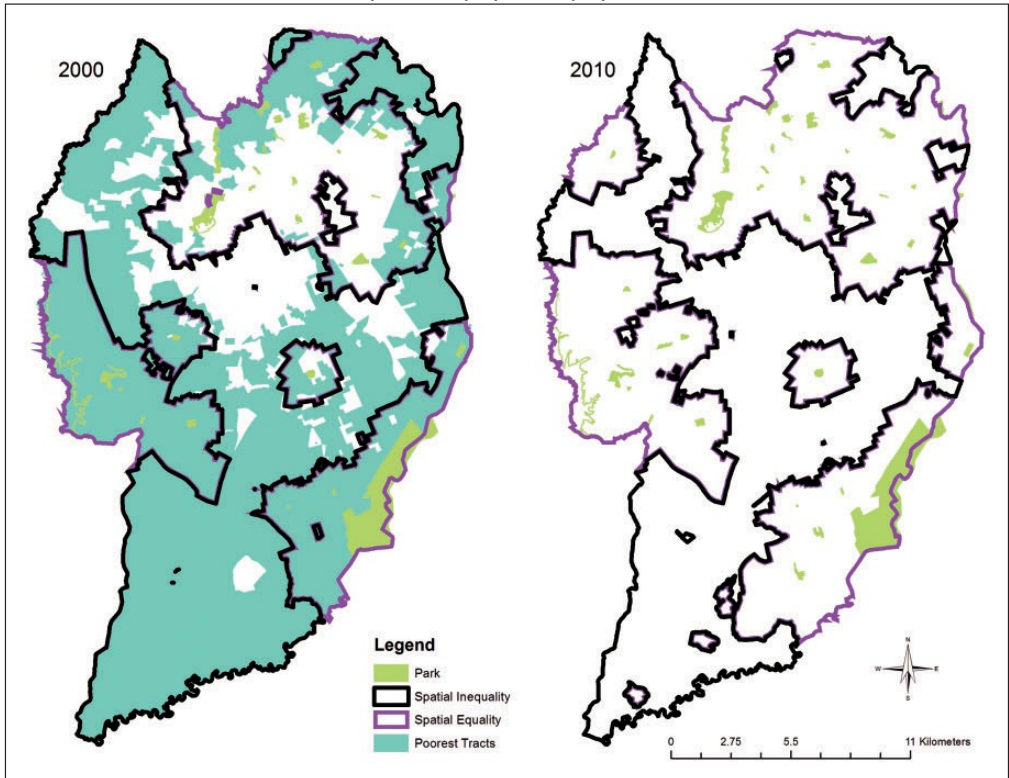 2000
2010
Legend
Park
Spatial Inequality
Spatial Equality
Poorest Tracts
N
W E
S
0 2.75 5.5 11 Kilometers